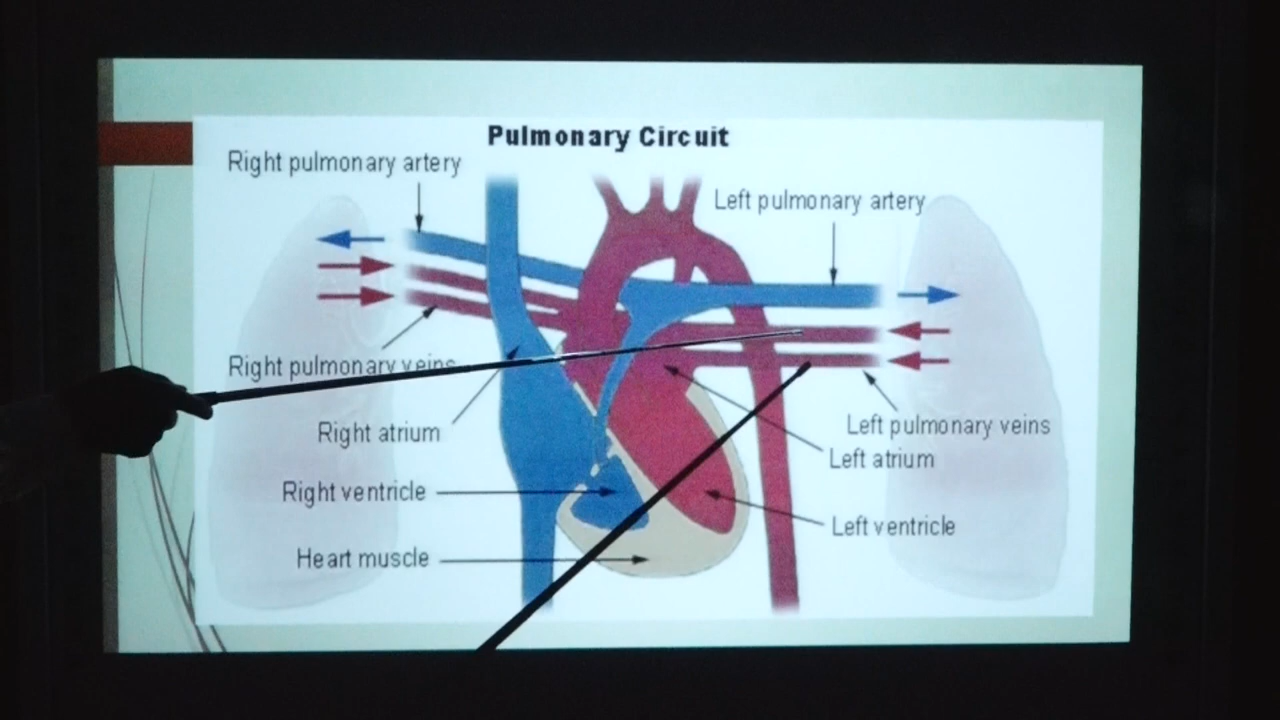 Pulmonary Circuit
Right pulmonary artery
Left pulmonary artery
Right pulmonary veins
Left pulmonary veins
Right atrium
Left atrium
Right ventricle
Left ventricle
Heart muscle